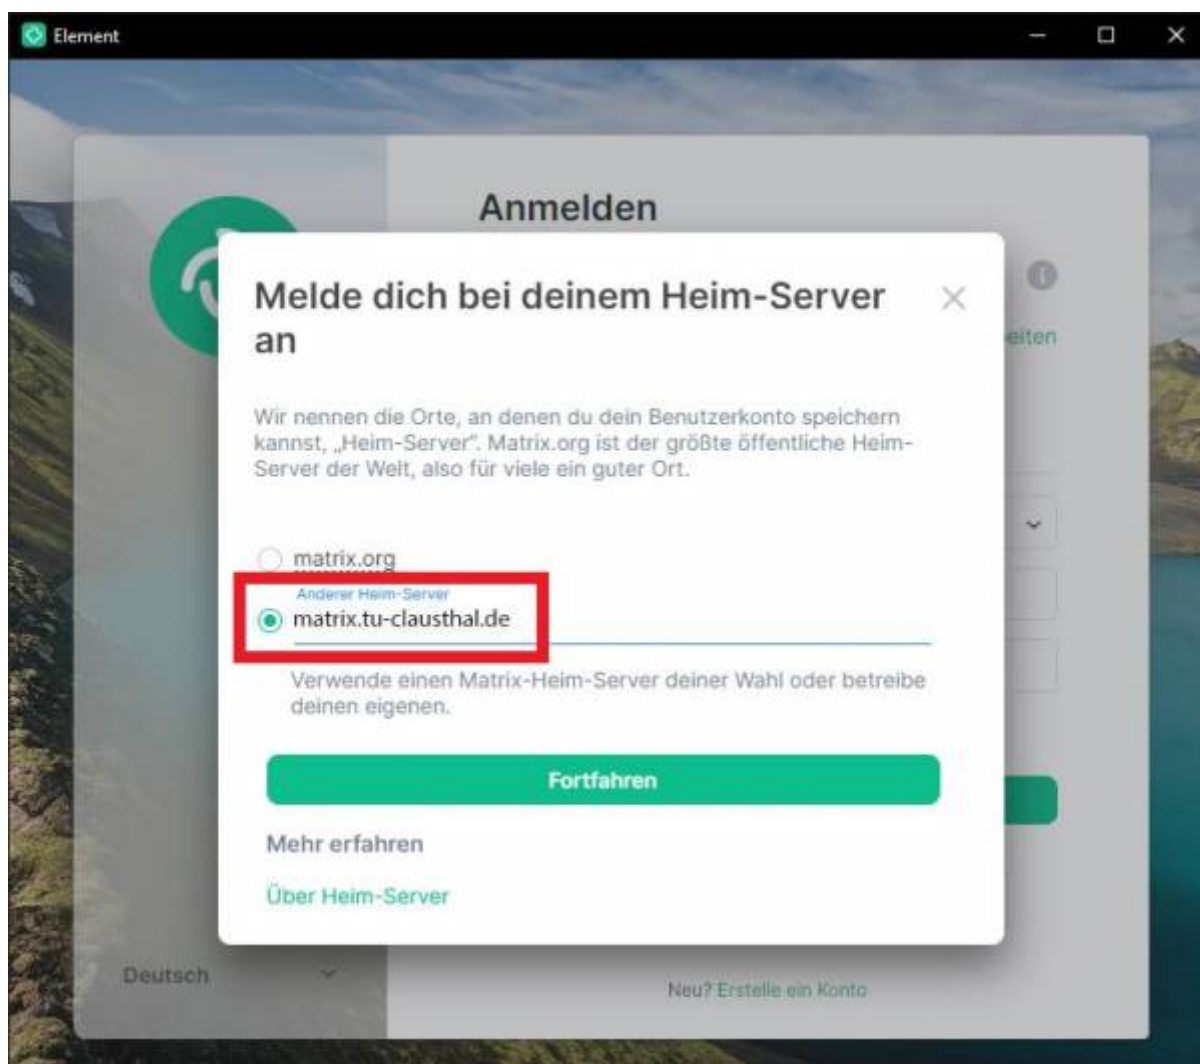 Element
Anmelden
Melde dich bei deinem Heim-Server
an
eiten
Wir nennen die Orte, an denen du dein Benutzerkonto speichern
kannst, „Heim-Server“. Matrix.org ist der größte öffentliche Heim-
Server der Welt, also für viele ein guter Ort.
matrix.org
Anderer Heim-Server
matrix.tu-clausthal.de
Verwende einen Matrix-Heim-Server deiner Wahl oder betreibe
deinen eigenen.
Fortfahren
Mehr erfahren
Über Heim-Server
Deutsch
Neu? Erstelle ein Konto